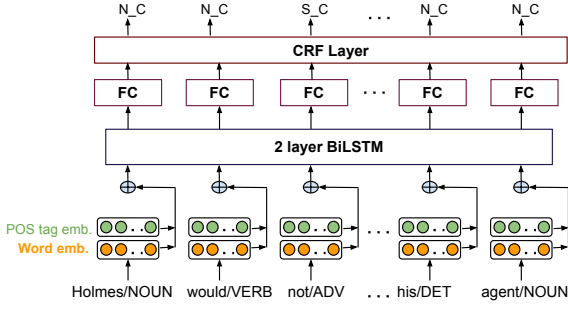 N_C N_C S_C ... N_C N_C
CRF Layer
FC FC FC ... FC FC
2 layer BiLSTM
POS tag emb.
Word emb.
Holmes/NOUN would/VERB not/ADV ... his/DET agent/NOUN